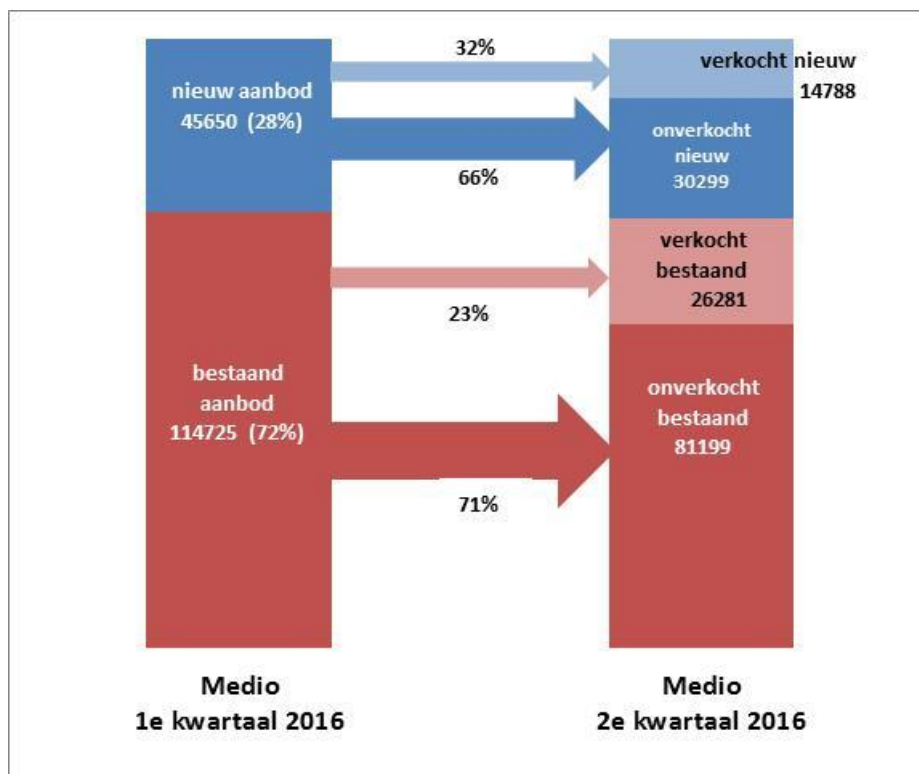 32%
verkocht nieuw
14788
nieuw aanbod
45650 (28%)
onverkocht
nieuw
30299
66%
verkocht
bestaand
26281
23%
bestaand
aanbod
114725 (72%)
onverkocht
bestaand
81199
71%
Medio
1e kwartaal 2016
Medio
2e kwartaal 2016